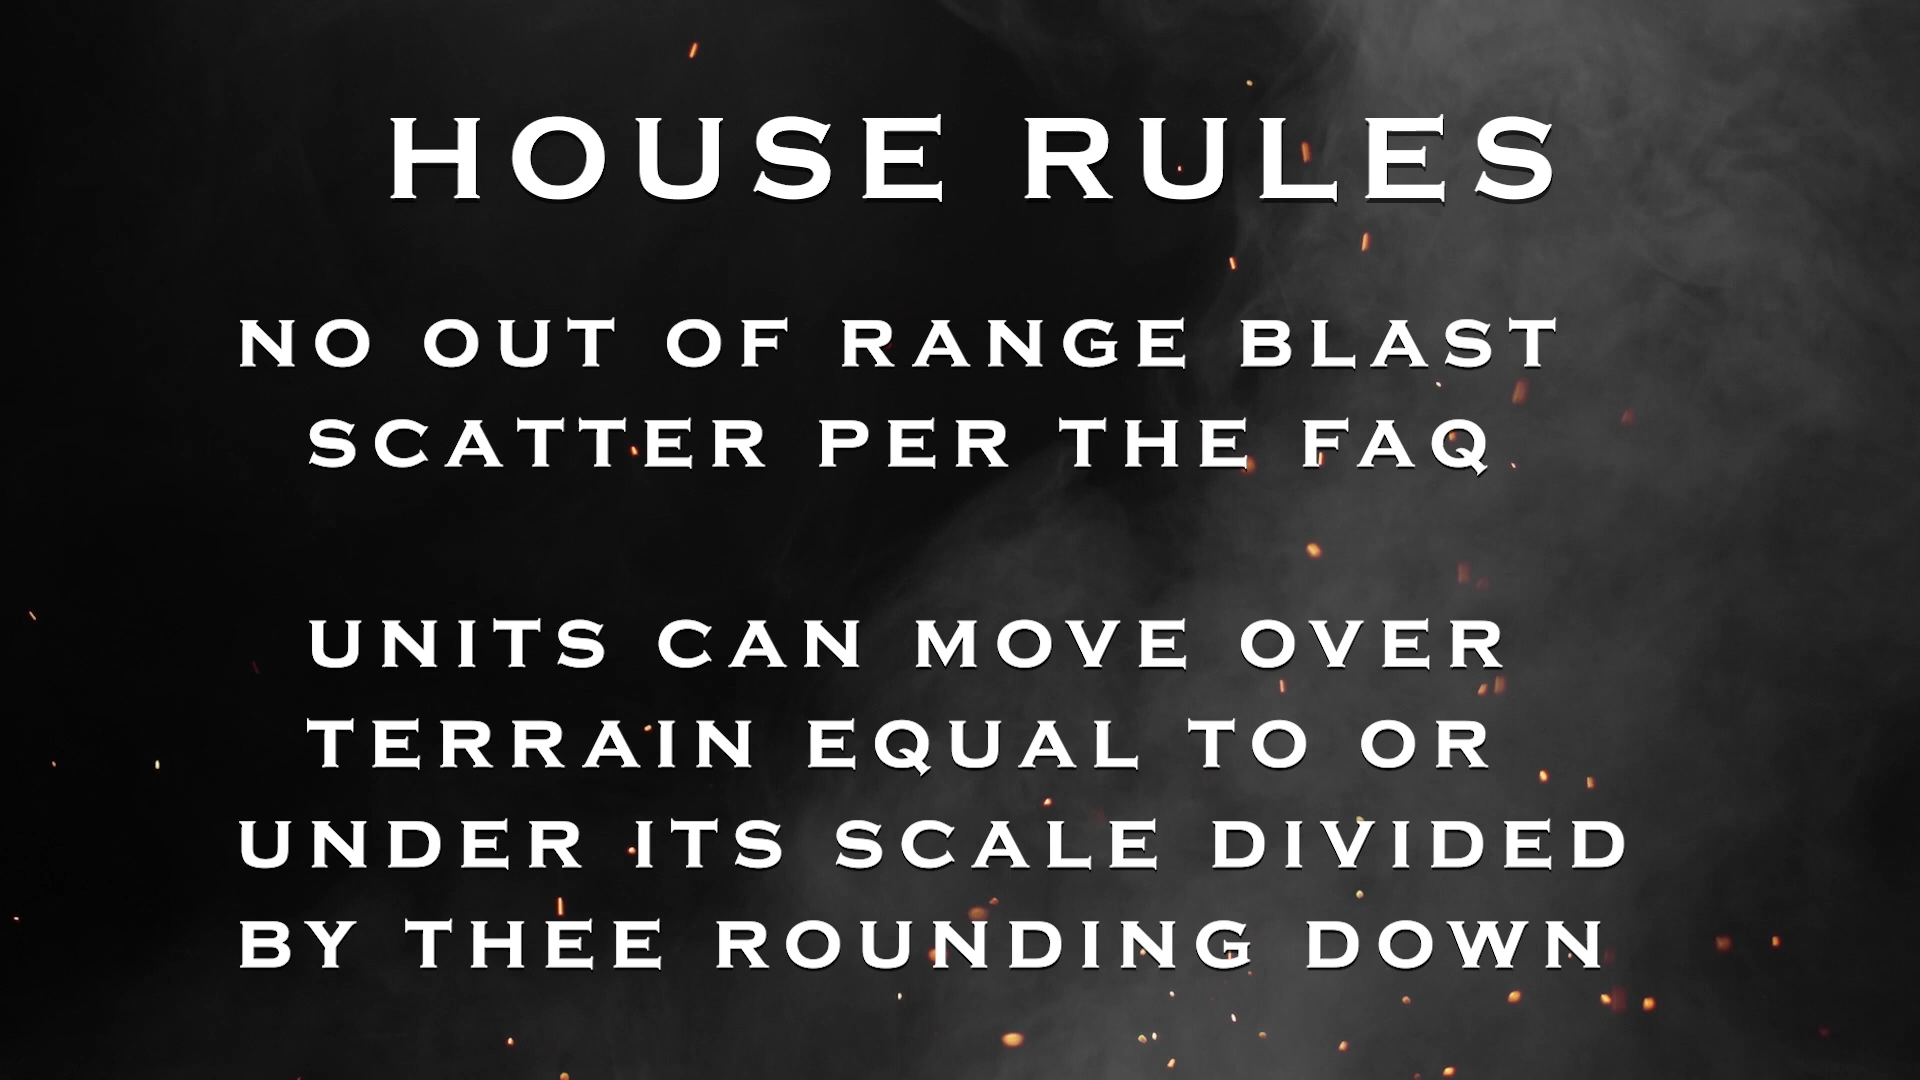 HOUSE RULES
NO OUT OF RANGE BLAST
SCATTER PER THE FAQ
UNITS CAN MOVE OVER
TERRAIN EQUAL TO OR
UNDER ITS SCALE DIVIDED
BY THEE ROUNDING DOWN